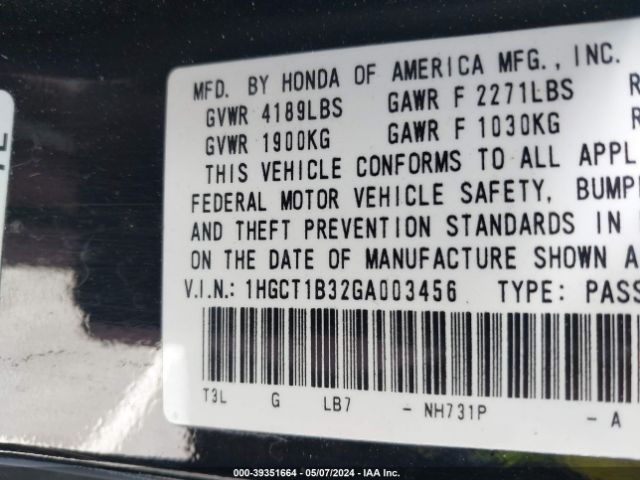 MFD. BY HONDA OF AMERICA MFG., INC.
GVWR 4189LBS GAWR F 2271LBS R
GVWR 1900KG GAWR F 1030KG R
THIS VEHICLE CONFORMS TO ALL APPL
FEDERAL MOTOR VEHICLE SAFETY, BUMP
AND THEFT PREVENTION STANDARDS IN
ON THE DATE OF MANUFACTURE SHOWN A
V.I.N.: 1HGCT1B32GA003456 TYPE: PASS
T3L G LB7 - NH731P - A
000-39351664 - 05/07/2024 - IAA Inc.